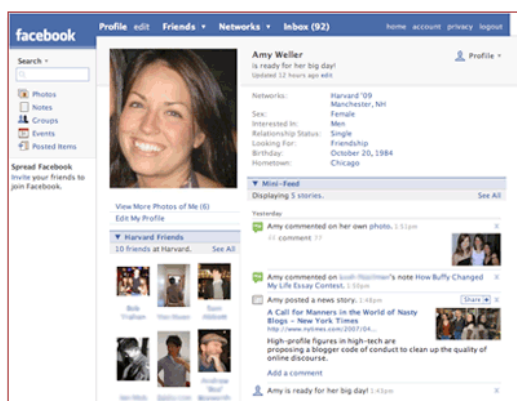 facebook
Profile edit Friends ▾ Networks ▾ Inbox (92)
home account privacy logout
Search ▾
Photos
Notes
Groups
Events
Posted Items
Spread Facebook
Invite your friends to
join Facebook.
View More Photos of Me (6)
Edit My Profile
▼ Harvard Friends
10 friends at Harvard. See All
Amy Weller
is ready for her big day!
Updated 12 hours ago edit
Profile ▾
Networks: Harvard '09
Manchester, NH
Sex: Female
Interested In: Men
Relationship Status: Single
Looking For: Friendship
Birthday: October 20, 1984
Hometown: Chicago
▼ Mini-Feed
Displaying 5 stories. See All
Yesterday
Amy commented on her own photo. 1:51pm x
comment
Amy commented on 's note How Buffy Changed x
My Life Essay Contest. 1:50pm
Amy posted a news story. 1:48pm Share + x
A Call for Manners in the World of Nasty
Blogs - New York Times
http://www.nytimes.com/2007/04...
High-profile figures in high-tech are
proposing a blogger code of conduct to clean up the quality of
online discourse.
Add a comment
Amy is ready for her big day! 1:43pm x